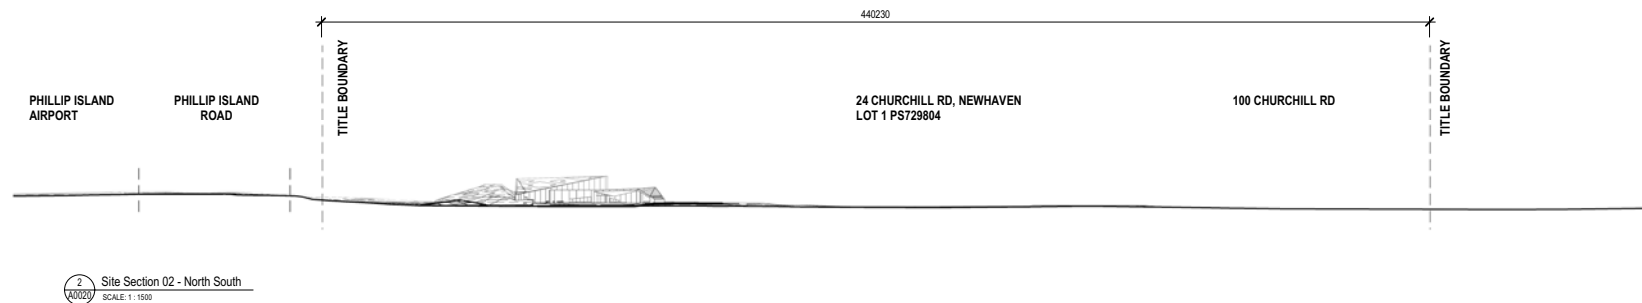 440230
TITLE BOUNDARY
TITLE BOUNDARY
PHILLIP ISLAND
AIRPORT
PHILLIP ISLAND
ROAD
24 CHURCHILL RD, NEWHAVEN
LOT 1 PS729804
100 CHURCHILL RD
2
A0020
Site Section 02 - North South
SCALE: 1 : 1500